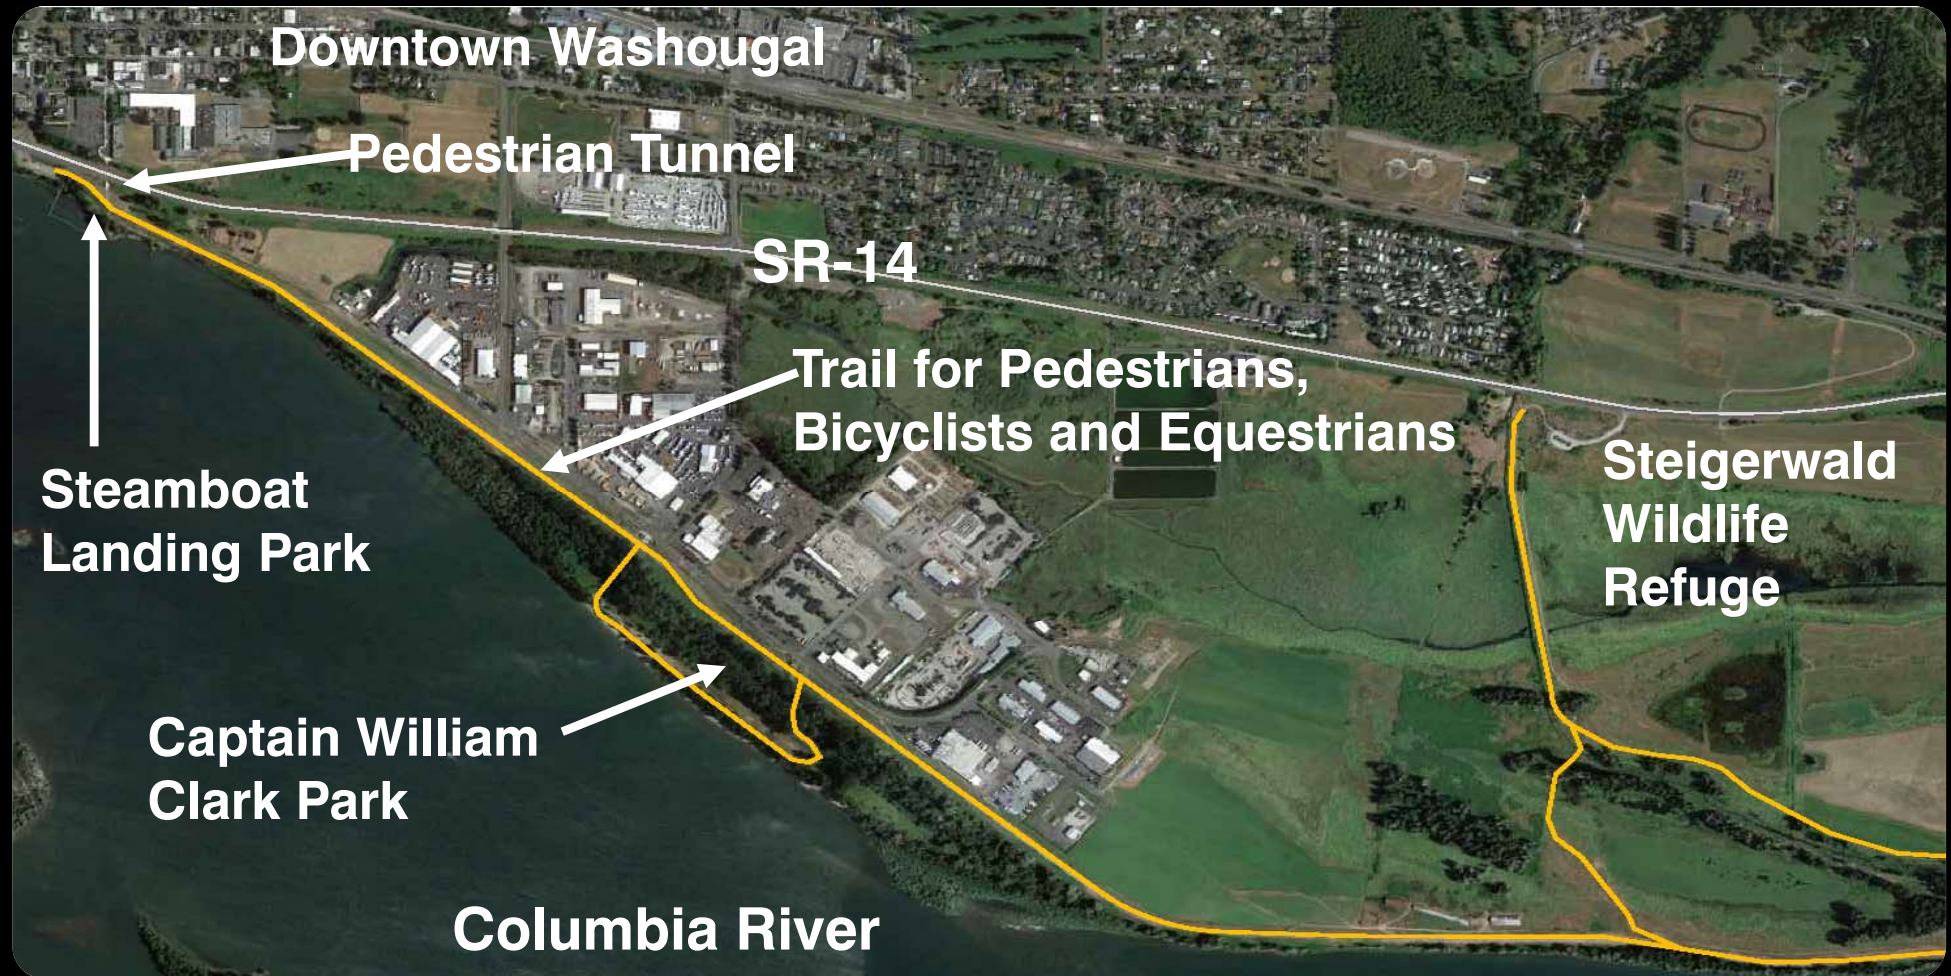 Downtown Washougal
Pedestrian Tunnel
SR-14
Trail for Pedestrians,
Bicyclists and Equestrians
Steigerwald
Wildlife
Refuge
Steamboat
Landing Park
Captain William
Clark Park
Columbia River